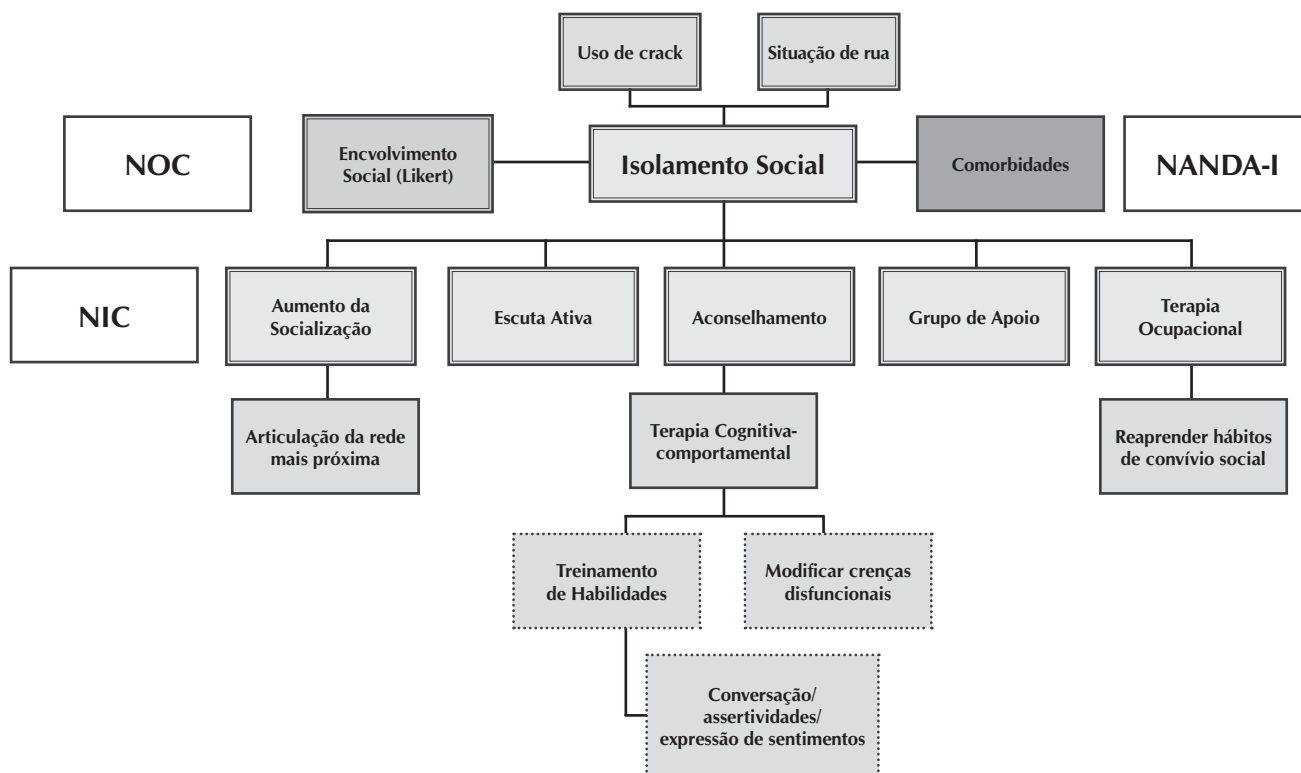 Uso de crack
Situação de rua
NOC
Encvolvimento
Social (Likert)
Isolamento Social
Comorbidades
NANDA-I
NIC
Aumento da
Socialização
Escuta Ativa
Aconselhamento
Grupo de Apoio
Terapia
Ocupacional
Articulação da rede
mais próxima
Terapia Cognitiva-
comportamental
Reaprender hábitos
de convívio social
Treinamento
de Habilidades
Modificar crenças
disfuncionais
Conversação/
assertividades/
expressão de sentimentos